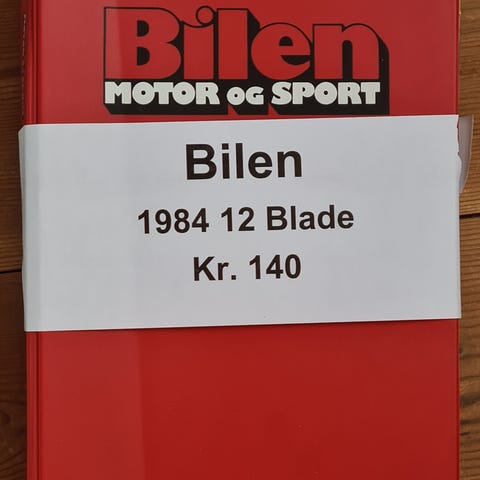 Bilen
MOTOR OG SPORT
Bilen
1984 12 Blade
Kr. 140